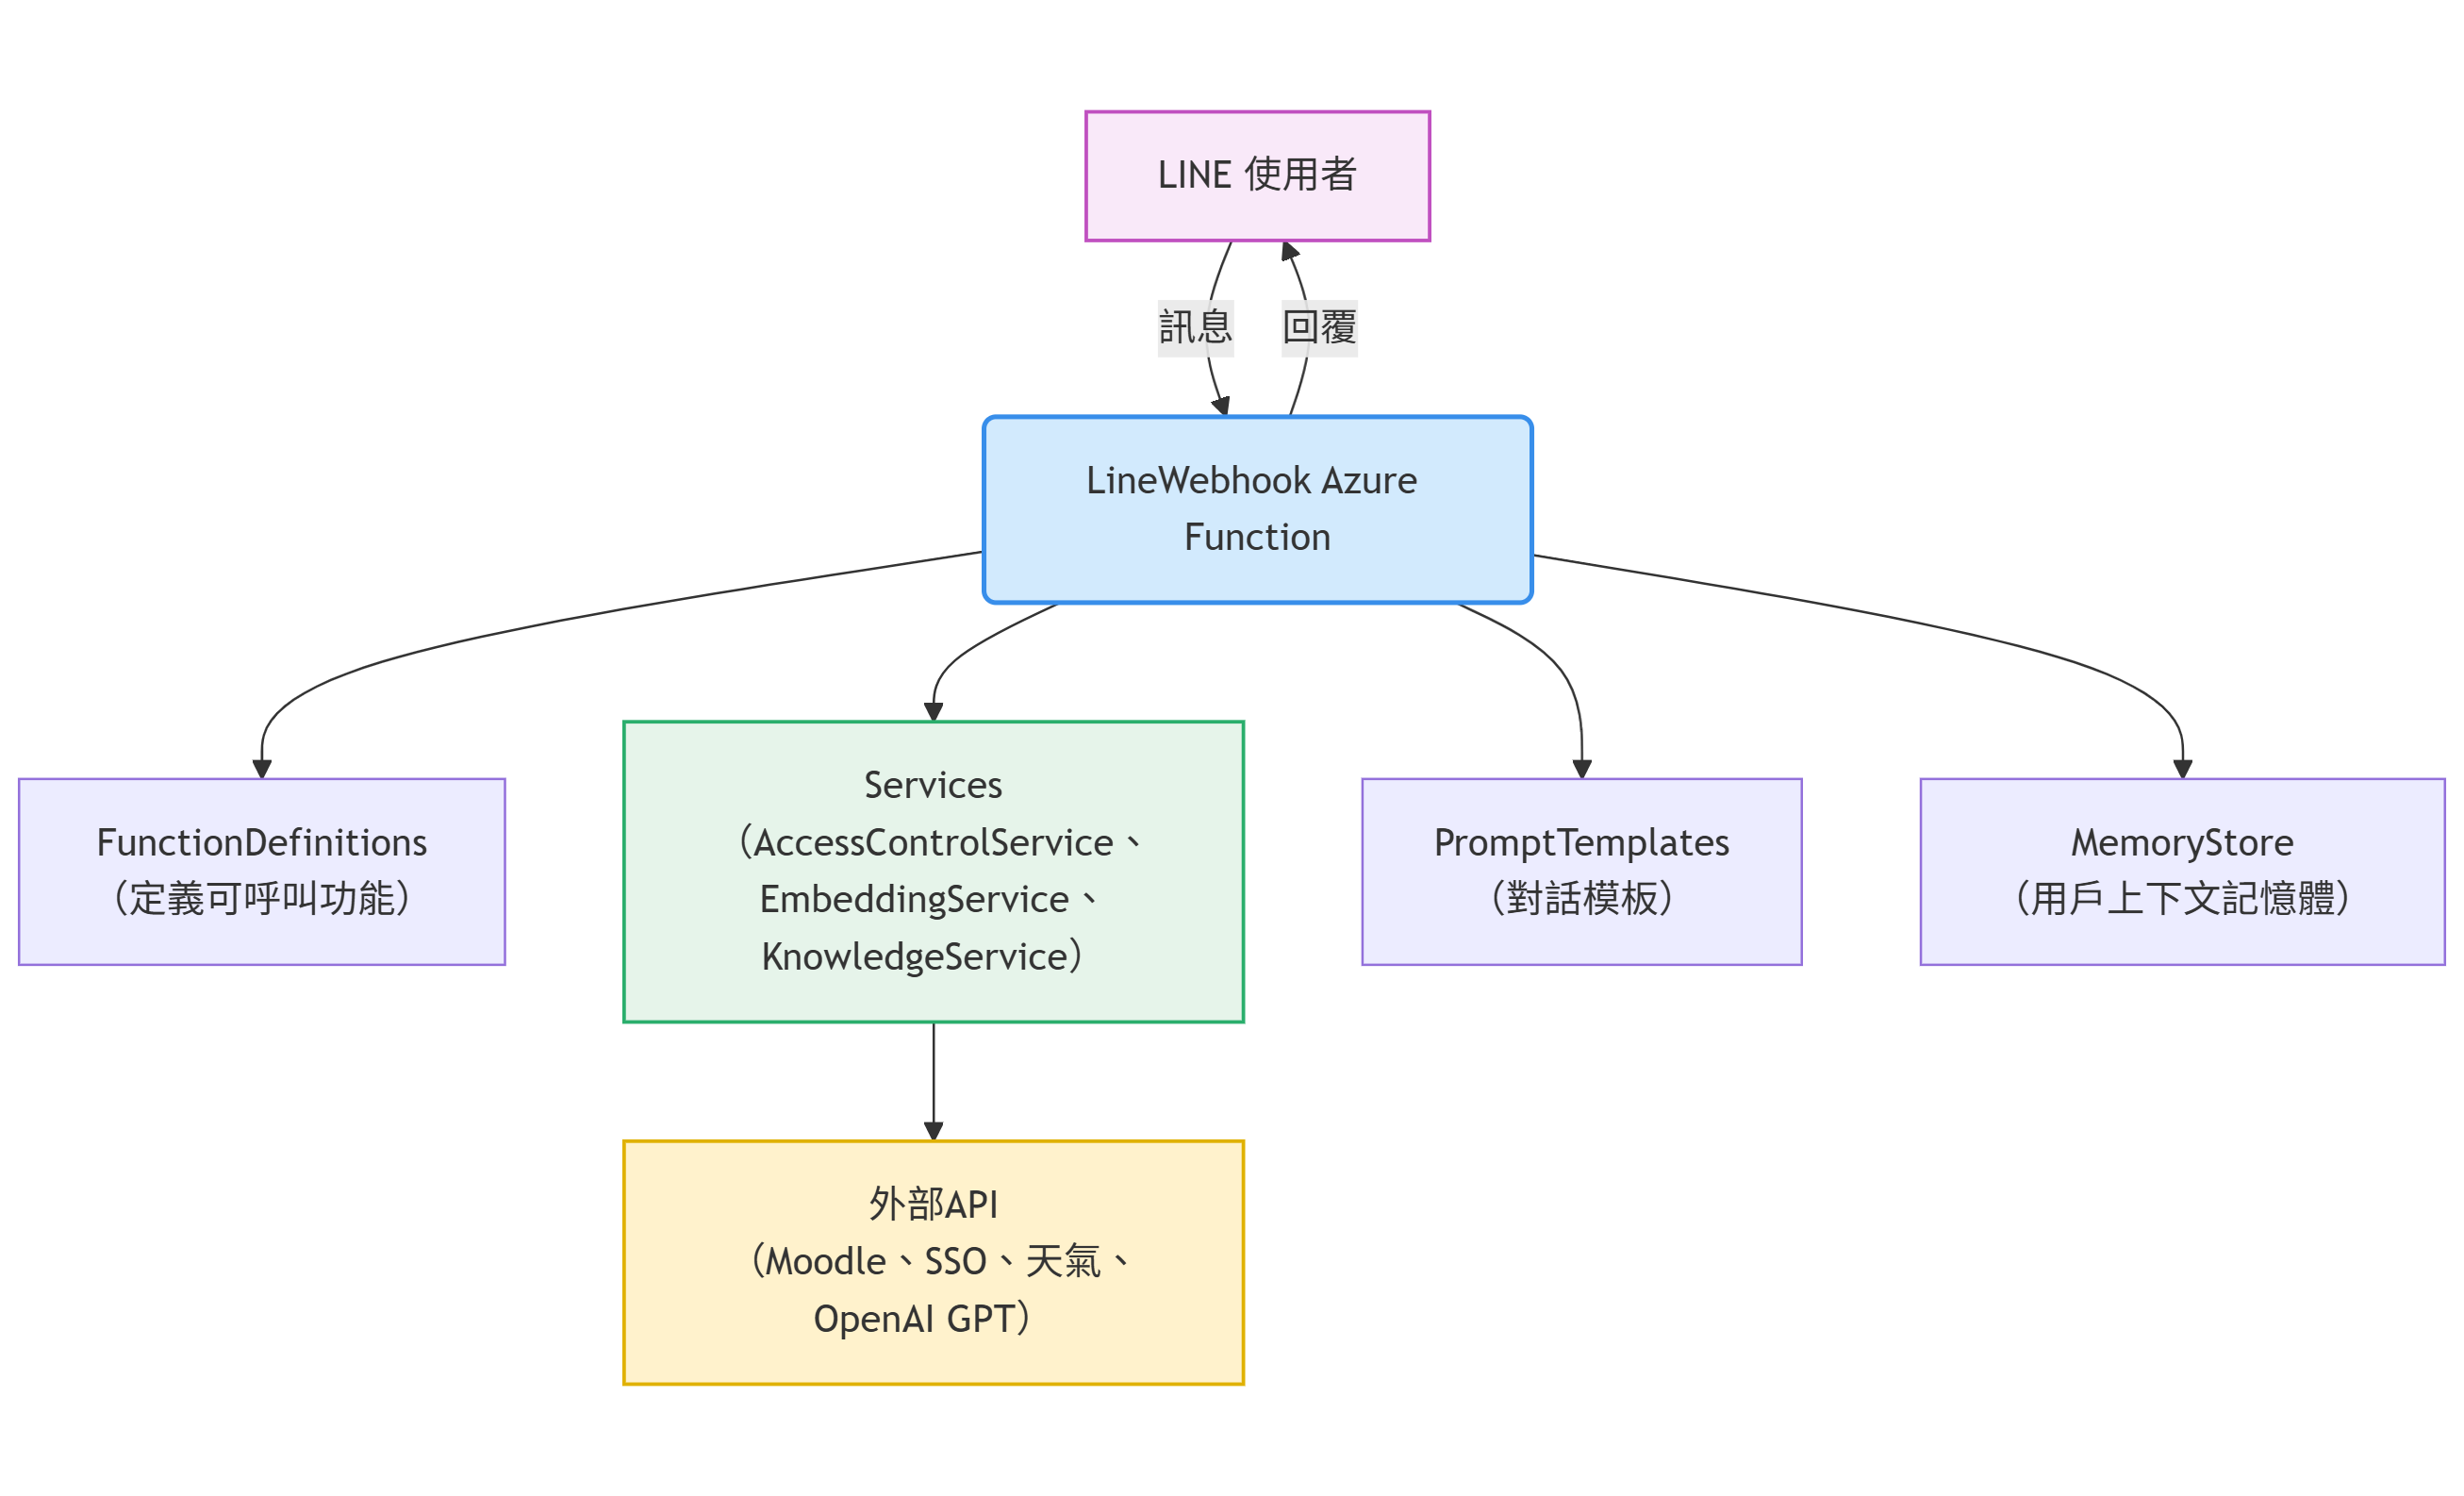 LINE 使用者
訊息
回覆
LineWebhook Azure
Function
FunctionDefinitions
（定義可呼叫功能）
Services
（AccessControlService、
EmbeddingService、
KnowledgeService）
PromptTemplates
（對話模板）
MemoryStore
（用戶上下文記憶體）
外部API
（Moodle、SSO、天氣、
OpenAI GPT）